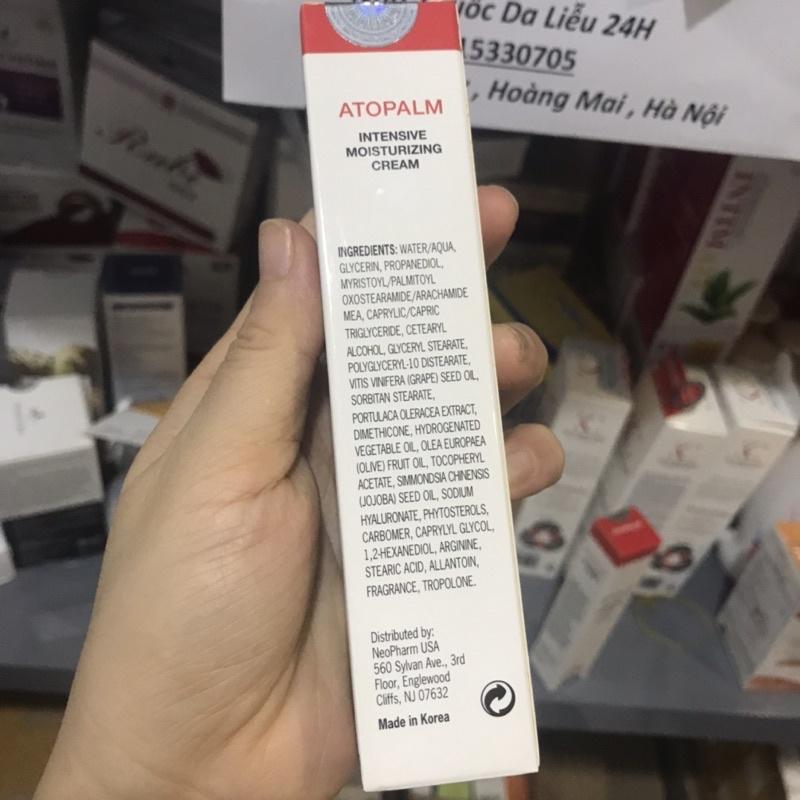 Da Liễu 24H
15330705
, Hoàng Mai , Hà Nội
ATOPALM
INTENSIVE
MOISTURIZING
CREAM
INGREDIENTS: WATER/AQUA,
GLYCERIN, PROPANEDIOL,
MYRISTOYL/PALMITOYL
OXOSTEARAMIDE/ARACHAMIDE
MEA, CAPRYLIC/CAPRIC
TRIGLYCERIDE, CETEARYL
ALCOHOL, GLYCERYL STEARATE,
POLYGLYCERYL-10 DISTEARATE,
VITIS VINIFERA (GRAPE) SEED OIL,
SORBITAN STEARATE,
PORTULACA OLERACEA EXTRACT,
DIMETHICONE, HYDROGENATED
VEGETABLE OIL, OLEA EUROPAEA
(OLIVE) FRUIT OIL, TOCOPHERYL
ACETATE, SIMMONDSIA CHINENSIS
(JOJOBA) SEED OIL, SODIUM
HYALURONATE, PHYTOSTEROLS,
CARBOMER, CAPRYLYL GLYCOL,
1,2-HEXANEDIOL, ARGININE,
STEARIC ACID, ALLANTOIN,
FRAGRANCE, TROPOLONE.
Distributed by:
NeoPharm USA
560 Sylvan Ave., 3rd
Floor, Englewood
Cliffs, NJ 07632
Made in Korea